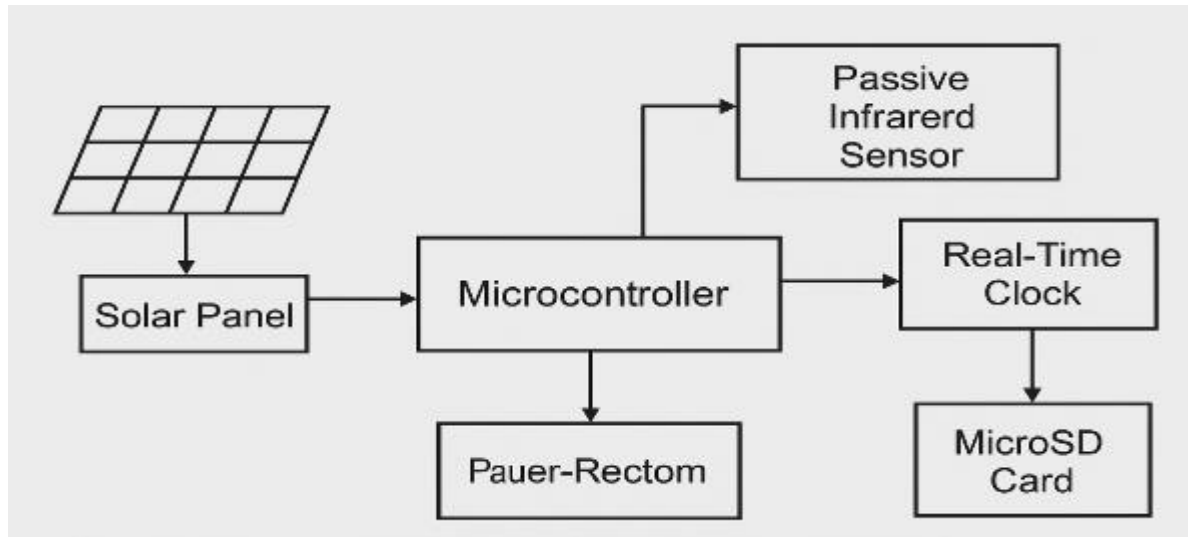 Passive
Infrarerd
Sensor
Solar Panel
Microcontroller
Real-Time
Clock
Pauer-Rectom
MicroSD
Card